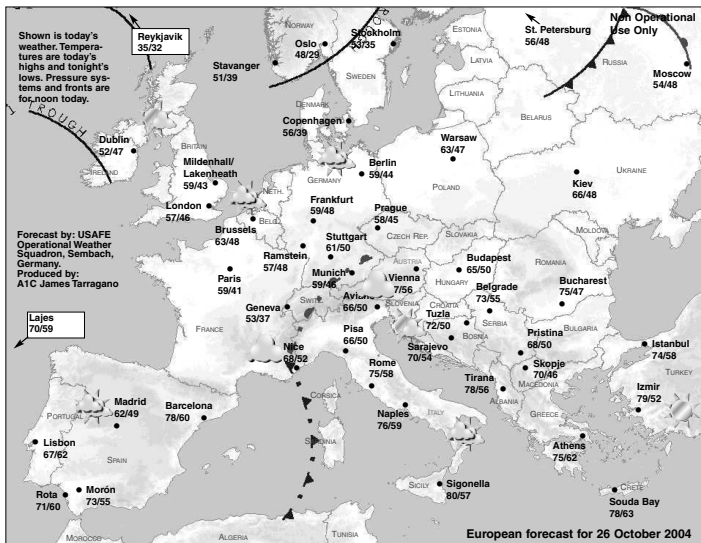 Shown is today's
weather. Tempera-
tures are today's
highs and tonight's
lows. Pressure sys-
tems and fronts are
for noon today.
Reykjavik
35/32
NORWAY
Oslo
48/29
Stockholm
53/35
Stavanger
51/39
SWEDEN
ESTONIA
LATVIA
LITHUANIA
St. Petersburg
56/48
Non Operational
Use Only
RUSSIA
Moscow
54/48
TROUGH
Dublin
52/47
IRELAND
BRITAIN
Mildenhall/
Lakenheath
59/43
London
57/46
DENMARK
Copenhagen
56/39
BELARUS
Warsaw
63/47
POLAND
Berlin
59/44
GERMANY
NETH.
BELG.
Brussels
63/48
Frankfurt
59/48
Prague
58/45
CZECH REP.
UKRAINE
Kiev
66/48
SLOVAKIA
MOLDOVA
Forecast by: USAFE
Operational Weather
Squadron, Sembach,
Germany.
Produced by:
A1C James Tarragano
Paris
59/41
Ramstein
57/48
Stuttgart
61/50
Munich
59/46
AUSTRIA
Vienna
7/56
Budapest
65/50
HUNGARY
ROMANIA
Bucharest
75/47
Lajes
70/59
FRANCE
Geneva
53/37
SWIT
Aviano
66/50
SLOVENIA
CROATIA
Tuzla
72/50
BOSNIA
Belgrade
73/55
SERBIA
BULGARIA
Nice
68/52
Pisa
66/50
Sarajevo
70/54
Pristina
68/50
Skopje
70/46
MACEDONIA
Istanbul
74/58
TURKEY
Izmir
79/52
Rome
75/58
CORSICA
Tirana
78/56
ALBANIA
GREECE
Athens
75/62
Naples
76/59
ITALY
SARDINIA
Madrid
62/49
Barcelona
78/60
PORTUGAL
Lisbon
67/62
SPAIN
Morón
73/55
Rota
71/60
SICILY
Sigonella
80/57
CRETE
Souda Bay
78/63
MOROCCO
ALGERIA
TUNISIA
European forecast for 26 October 2004